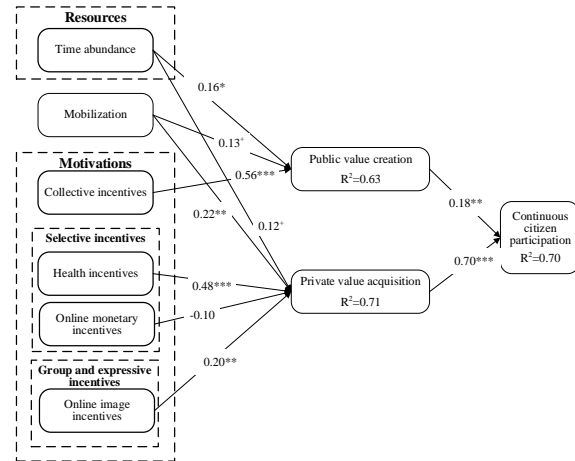 Resources
Time abundance
0.16*
Mobilization
0.13+
Motivations
Public value creation
R²=0.63
Collective incentives
0.56***
0.18**
Continuous
citizen
participation
R²=0.70
0.22**
0.12+
Selective incentives
Health incentives
0.48***
Private value acquisition
R²=0.71
0.70***
Online monetary
incentives
-0.10
0.20**
Group and expressive
incentives
Online image
incentives